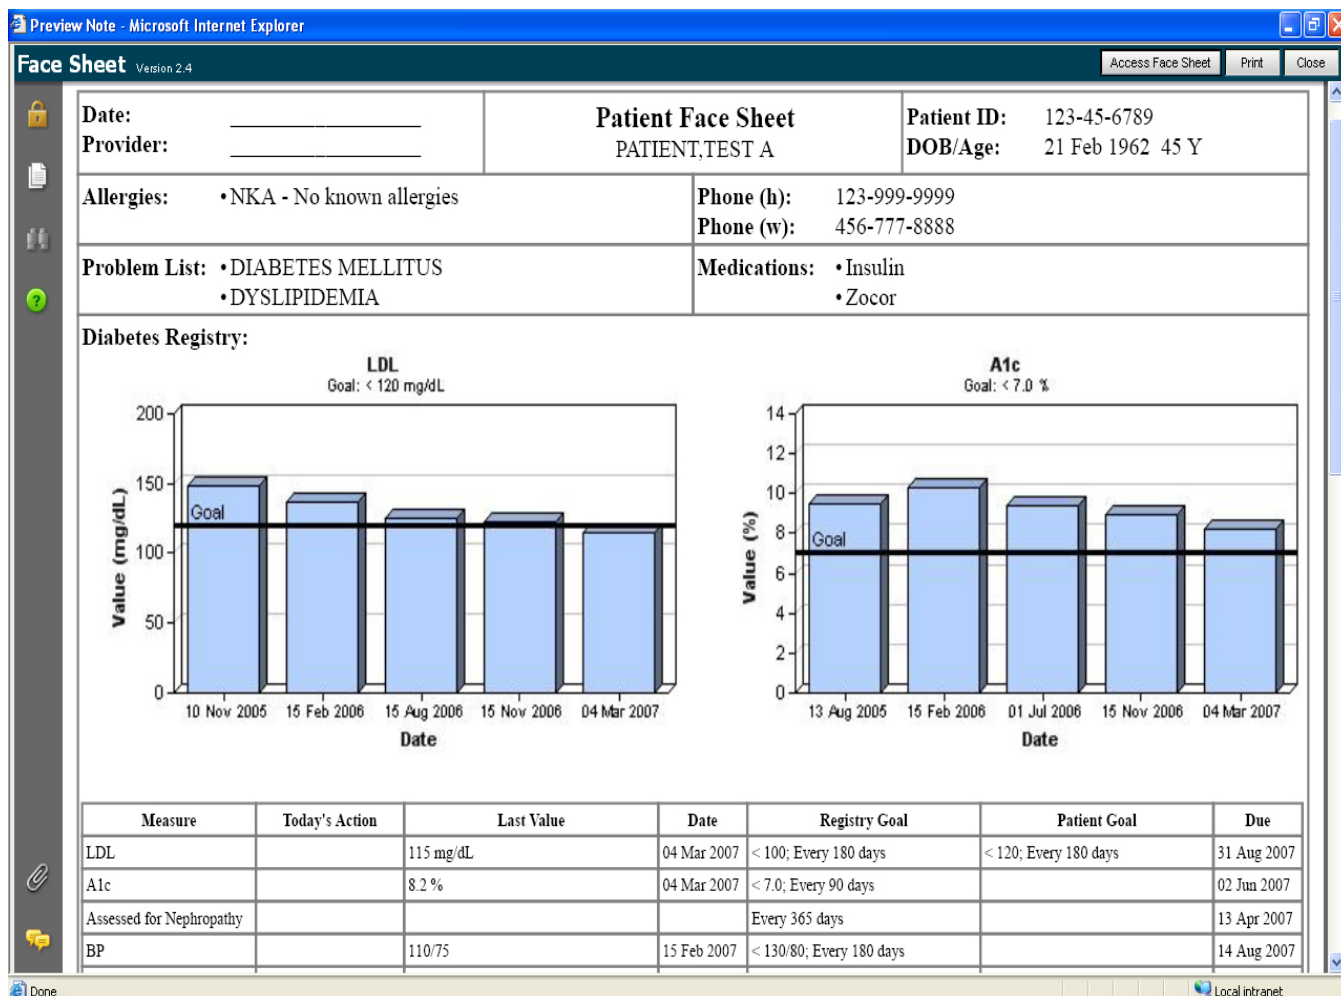 Preview Note - Microsoft Internet Explorer
Face Sheet Version 2.4
Access Face Sheet Print Close
Date: Patient Face Sheet Patient ID: 123-45-6789
Provider: PATIENT,TEST A DOB/Age: 21 Feb 1962 45 Y
Allergies: • NKA - No known allergies Phone (h): 123-999-9999
Phone (w): 456-777-8888
Problem List: • DIABETES MELLITUS Medications: • Insulin
• DYSLIPIDEMIA • Zocor
Diabetes Registry:
LDL
Goal: < 120 mg/dL
200
150
100
50
0
Value (mg/dL)
Goal
10 Nov 2005 15 Feb 2006 15 Aug 2006 15 Nov 2006 04 Mar 2007
Date
A1c
Goal: < 7.0 %
14
12
10
8
6
4
2
0
Value (%)
Goal
13 Aug 2005 15 Feb 2006 01 Jul 2006 15 Nov 2006 04 Mar 2007
Date
Measure Today's Action Last Value Date Registry Goal Patient Goal Due
LDL 115 mg/dL 04 Mar 2007 < 100; Every 180 days < 120; Every 180 days 31 Aug 2007
A1c 8.2 % 04 Mar 2007 < 7.0; Every 90 days 02 Jun 2007
Assessed for Nephropathy Every 365 days 13 Apr 2007
BP 110/75 15 Feb 2007 < 130/80; Every 180 days 14 Aug 2007
Done Local intranet